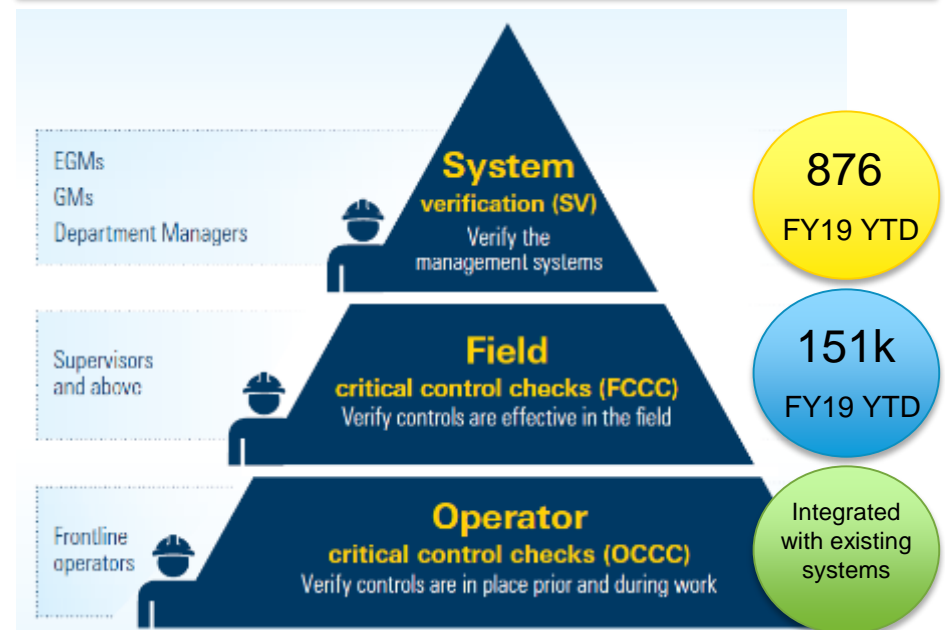 EGMs
GMs
Department Managers
System
verification (SV)
Verify the
management systems
876
FY19 YTD
Supervisors
and above
Field
critical control checks (FCCC)
Verify controls are effective in the field
151k
FY19 YTD
Frontline
operators
Operator
critical control checks (OCCC)
Verify controls are in place prior and during work
Integrated
with existing
systems